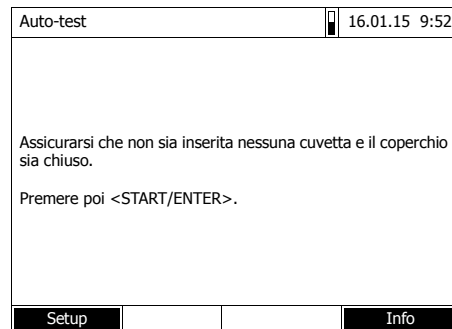 Auto-test
16.01.15 9:52
Assicurarsi che non sia inserita nessuna cuvetta e il coperchio
sia chiuso.
Premere poi <START/ENTER>.
Setup
Info